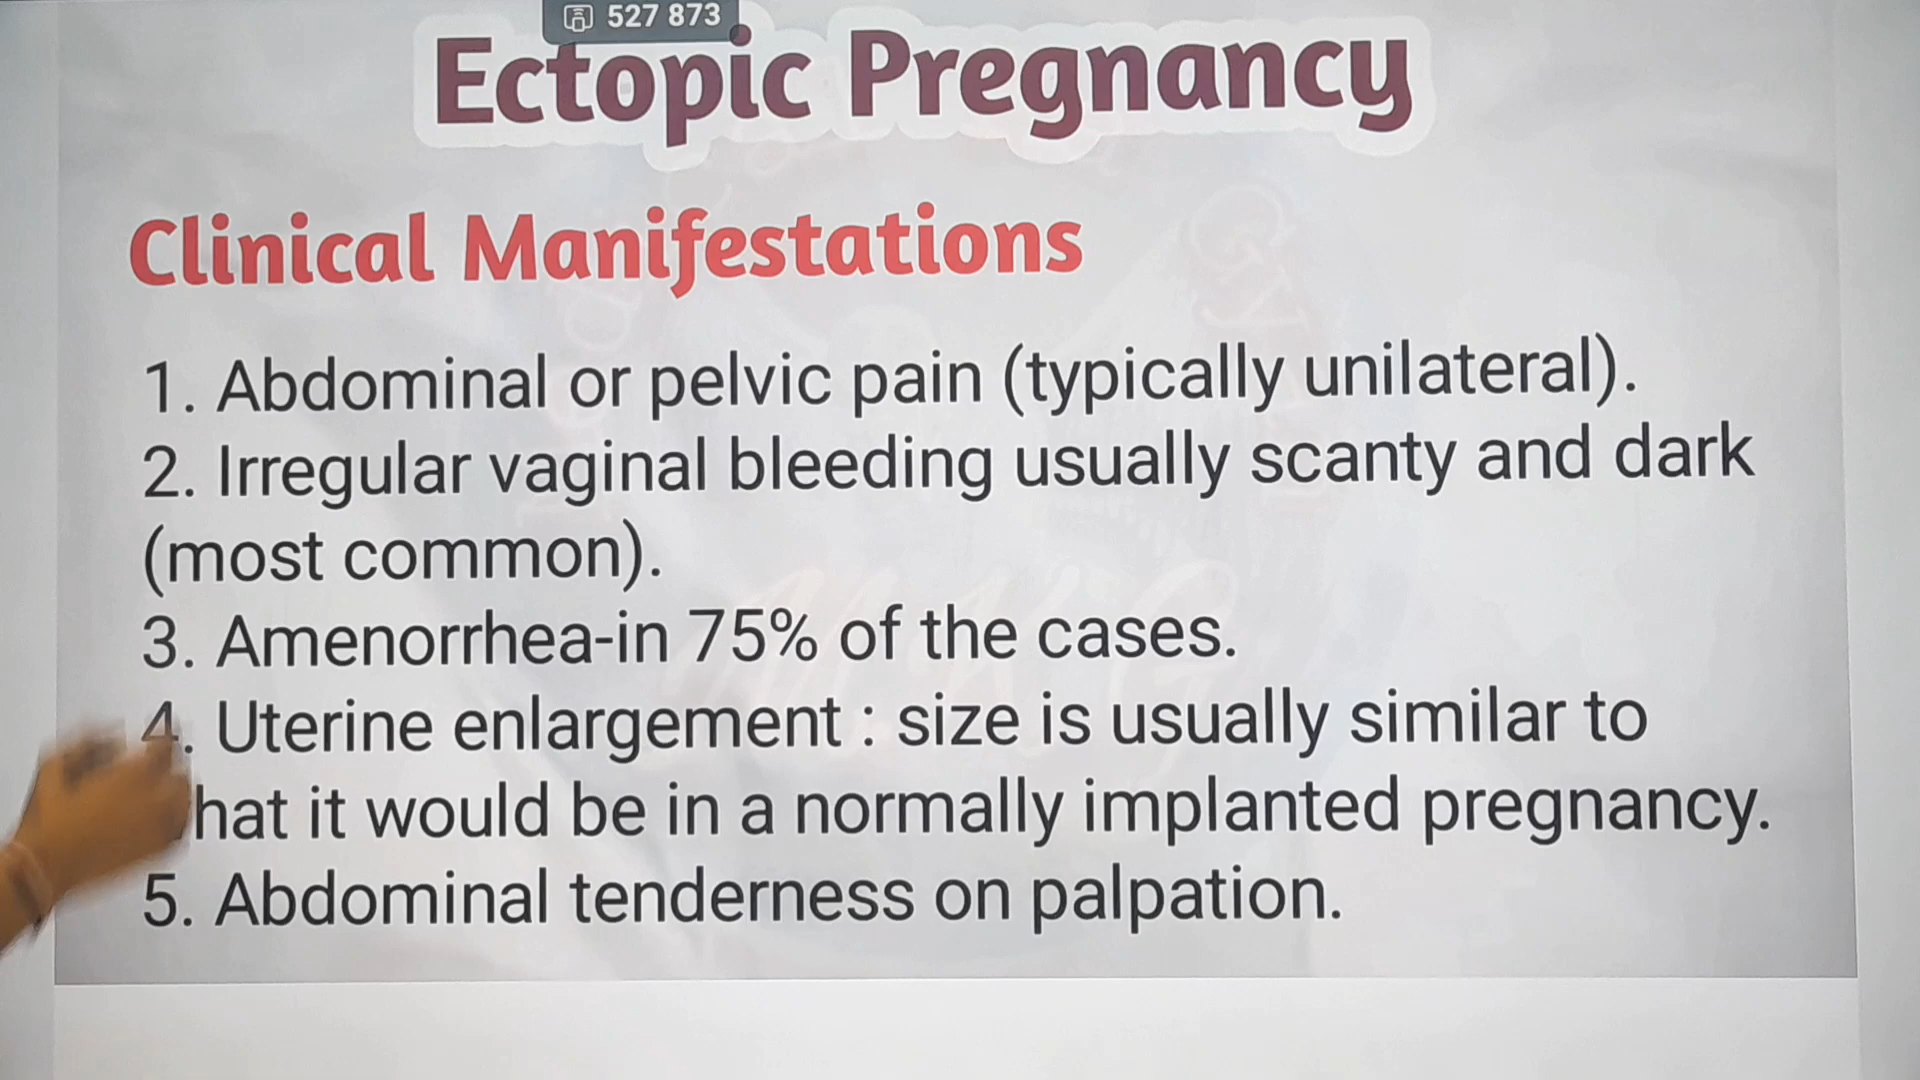 527 873
Ectopic Pregnancy
Clinical Manifestations
1. Abdominal or pelvic pain (typically unilateral).
2. Irregular vaginal bleeding usually scanty and dark
(most common).
3. Amenorrhea-in 75% of the cases.
4. Uterine enlargement : size is usually similar to
hat it would be in a normally implanted pregnancy.
5. Abdominal tenderness on palpation.